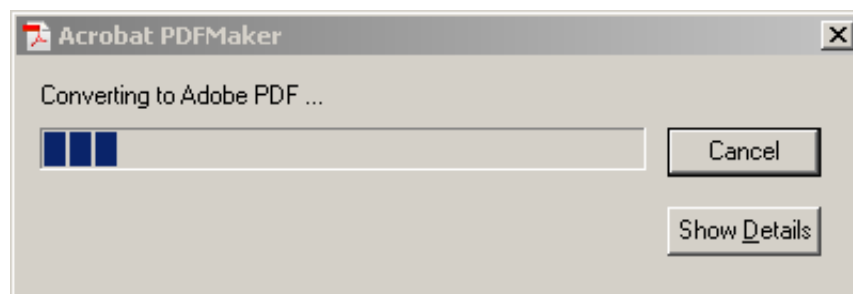 Acrobat PDFMaker
Converting to Adobe PDF ...
Cancel
Show Details